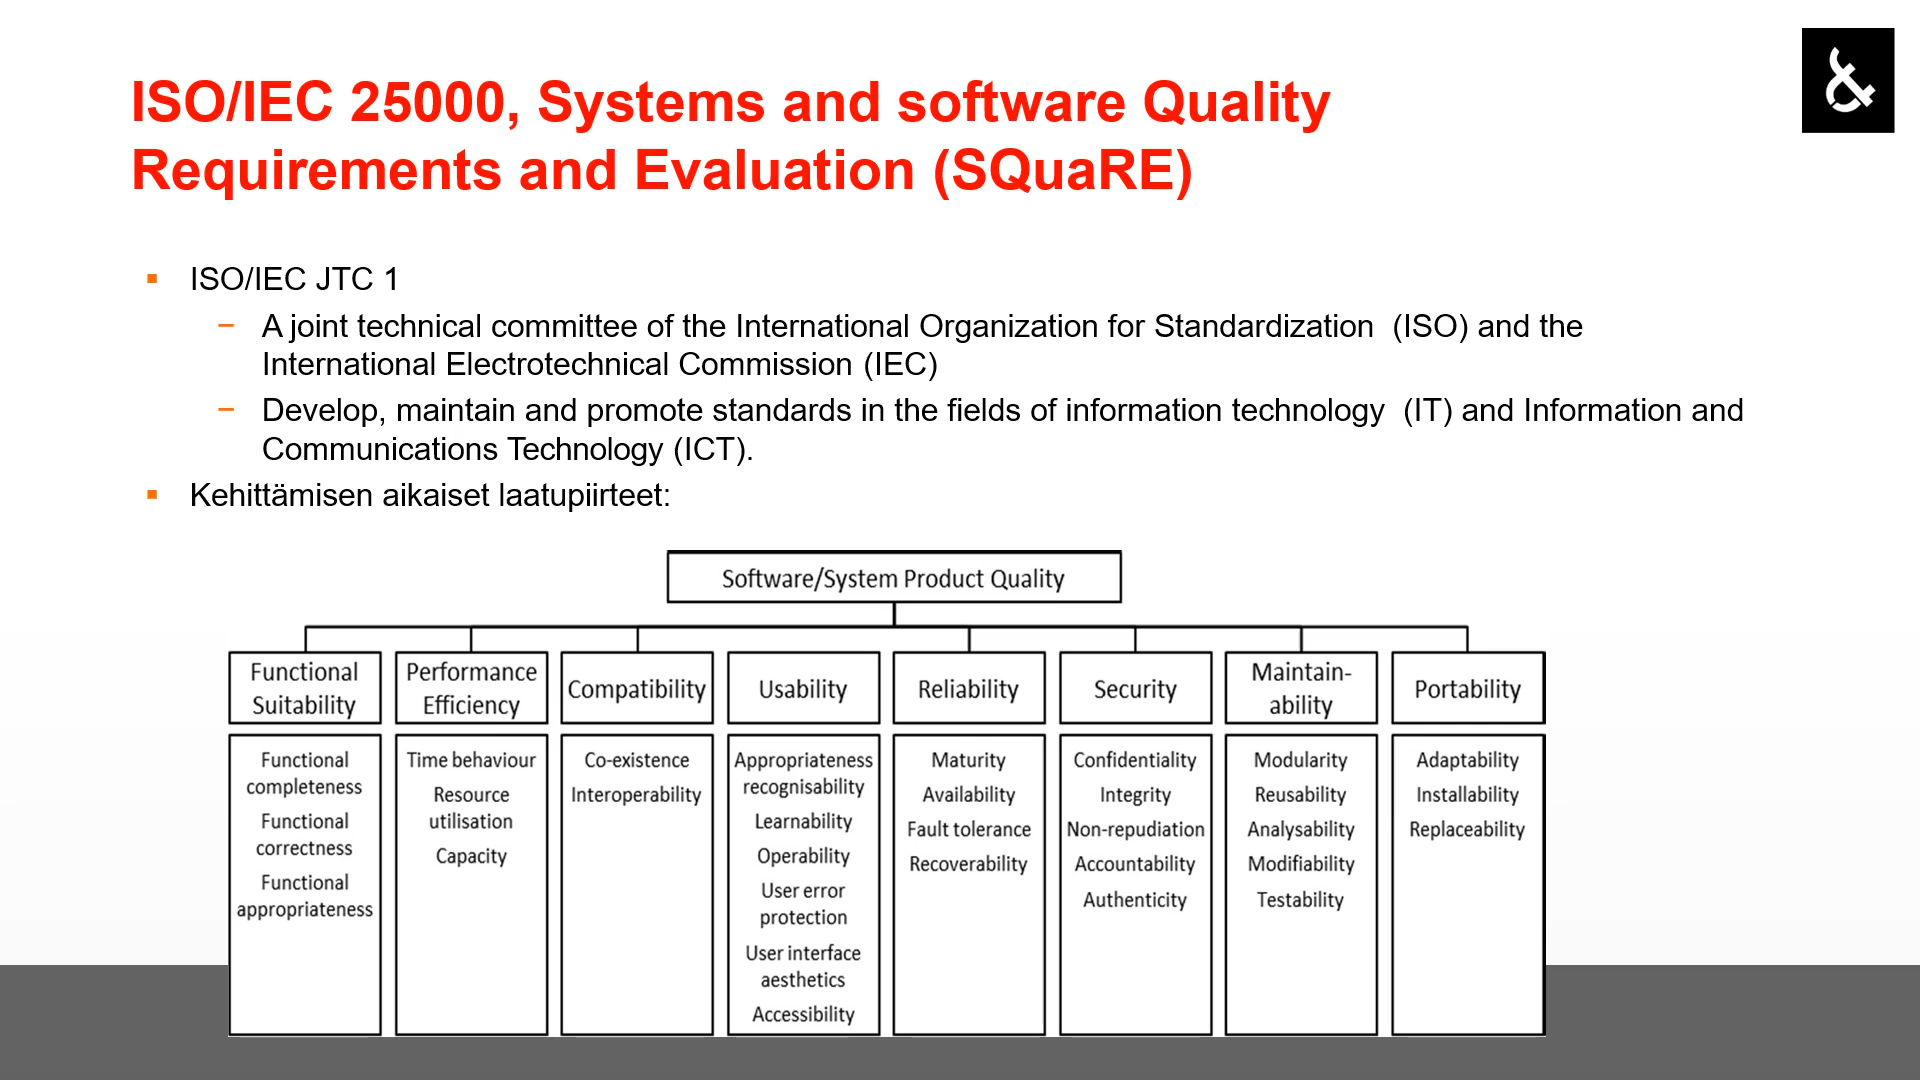 ISO/IEC 25000, Systems and software Quality
Requirements and Evaluation (SQuaRE)
&
▪ ISO/IEC JTC 1
− A joint technical committee of the International Organization for Standardization (ISO) and the
International Electrotechnical Commission (IEC)
− Develop, maintain and promote standards in the fields of information technology (IT) and Information and
Communications Technology (ICT).
▪ Kehittämisen aikaiset laatupiirteet:
Software/System Product Quality
Functional
Suitability
Functional
completeness
Functional
correctness
Functional
appropriateness
Performance
Efficiency
Time behaviour
Resource
utilisation
Capacity
Compatibility
Co-existence
Interoperability
Usability
Appropriateness
recognisability
Learnability
Operability
User error
protection
User interface
aesthetics
Accessibility
Reliability
Maturity
Availability
Fault tolerance
Recoverability
Security
Confidentiality
Integrity
Non-repudiation
Accountability
Authenticity
Maintain-
ability
Modularity
Reusability
Analysability
Modifiability
Testability
Portability
Adaptability
Installability
Replaceability